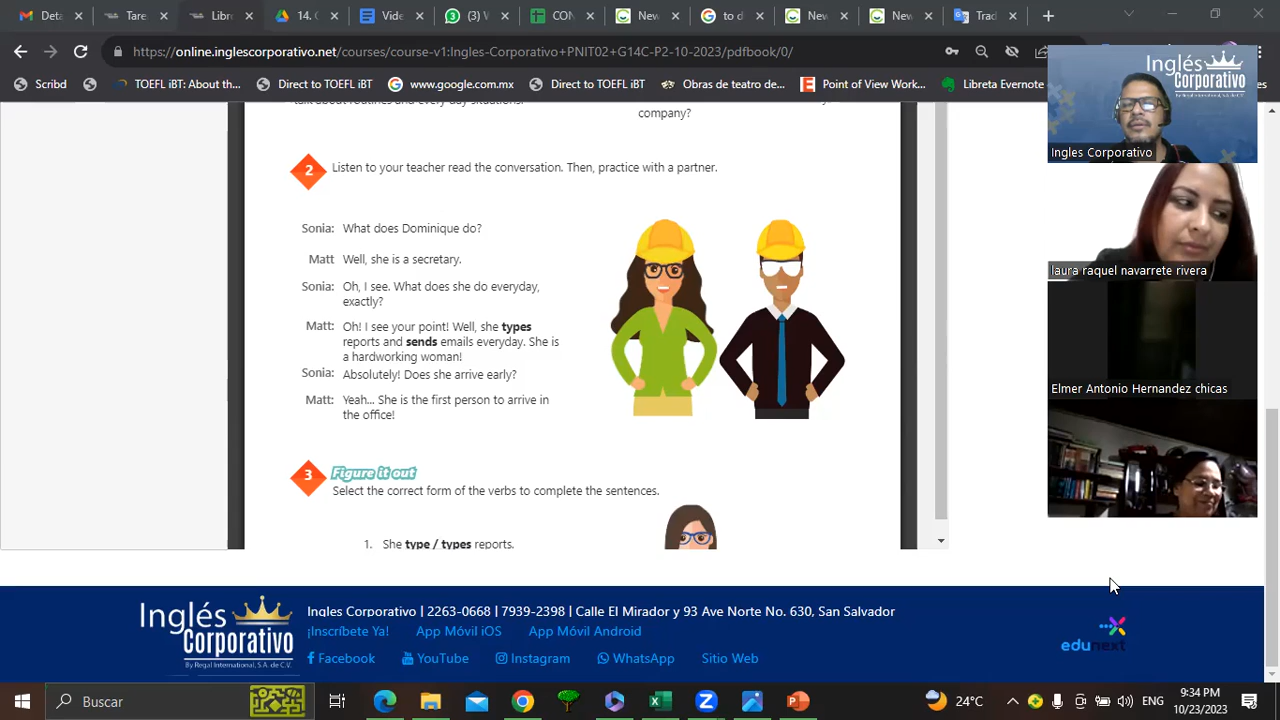 Deta
Tare
Libro
14. C
Vide
(3) V
CON
New
to d
New
New
Trad
https://online.inglescorporativo.net/courses/course-v1:Ingles-Corporativo+PNIT02+G14C-P2-10-2023/pdfbook/0/
Scribd
TOEFL iBT: About th...
Direct to TOEFL iBT
www.google.com.mx
Direct to TOEFL iBT
Obras de teatro de...
Point of View Work...
Libreta Evernote
Inglés Corporativo
Ingles Corporativo
company?
2
Listen to your teacher read the conversation. Then, practice with a partner.
Sonia: What does Dominique do?
Matt Well, she is a secretary.
Sonia: Oh, I see. What does she do everyday,
exactly?
Matt: Oh! I see your point! Well, she types
reports and sends emails everyday. She is
a hardworking woman!
Sonia: Absolutely! Does she arrive early?
Matt: Yeah... She is the first person to arrive in
the office!
laura raquel navarrete rivera
Elmer Antonio Hernandez chicas
3
Figure it out
Select the correct form of the verbs to complete the sentences.
1. She type / types reports.
Inglés Corporativo
By Regal International, S.A. de C.V.
Ingles Corporativo | 2263-0668 | 7939-2398 | Calle El Mirador y 93 Ave Norte No. 630, San Salvador
¡Inscríbete Ya! App Móvil iOS App Móvil Android
Facebook YouTube Instagram WhatsApp Sitio Web
edunext
Buscar
24°C
ENG
9:34 PM
10/23/2023